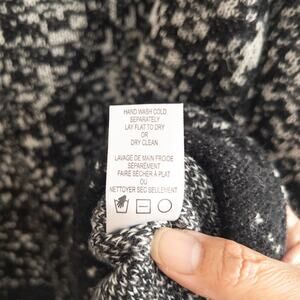 HAND WASH COLD
SEPARATELY
LAY FLAT TO DRY
OR
DRY CLEAN
LAVAGE DE MAIN FROIDE
SÉPARÉMENT
FAIRE SÉCHER À PLAT
OU
NETTOYER SEC SEULEMENT